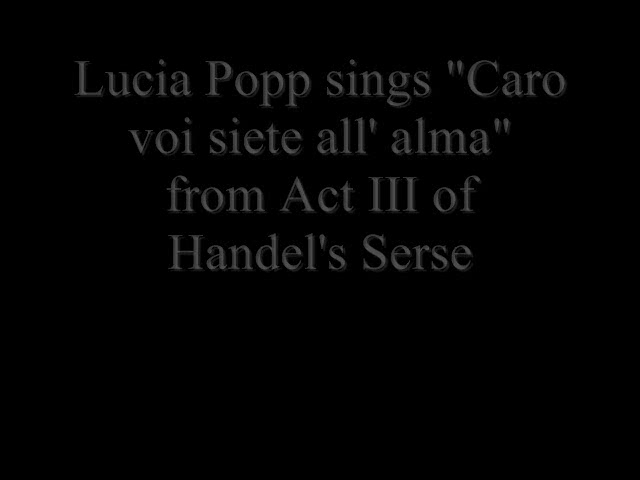 Lucia Popp sings "Caro
voi siete all' alma"
from Act III of
Handel's Serse